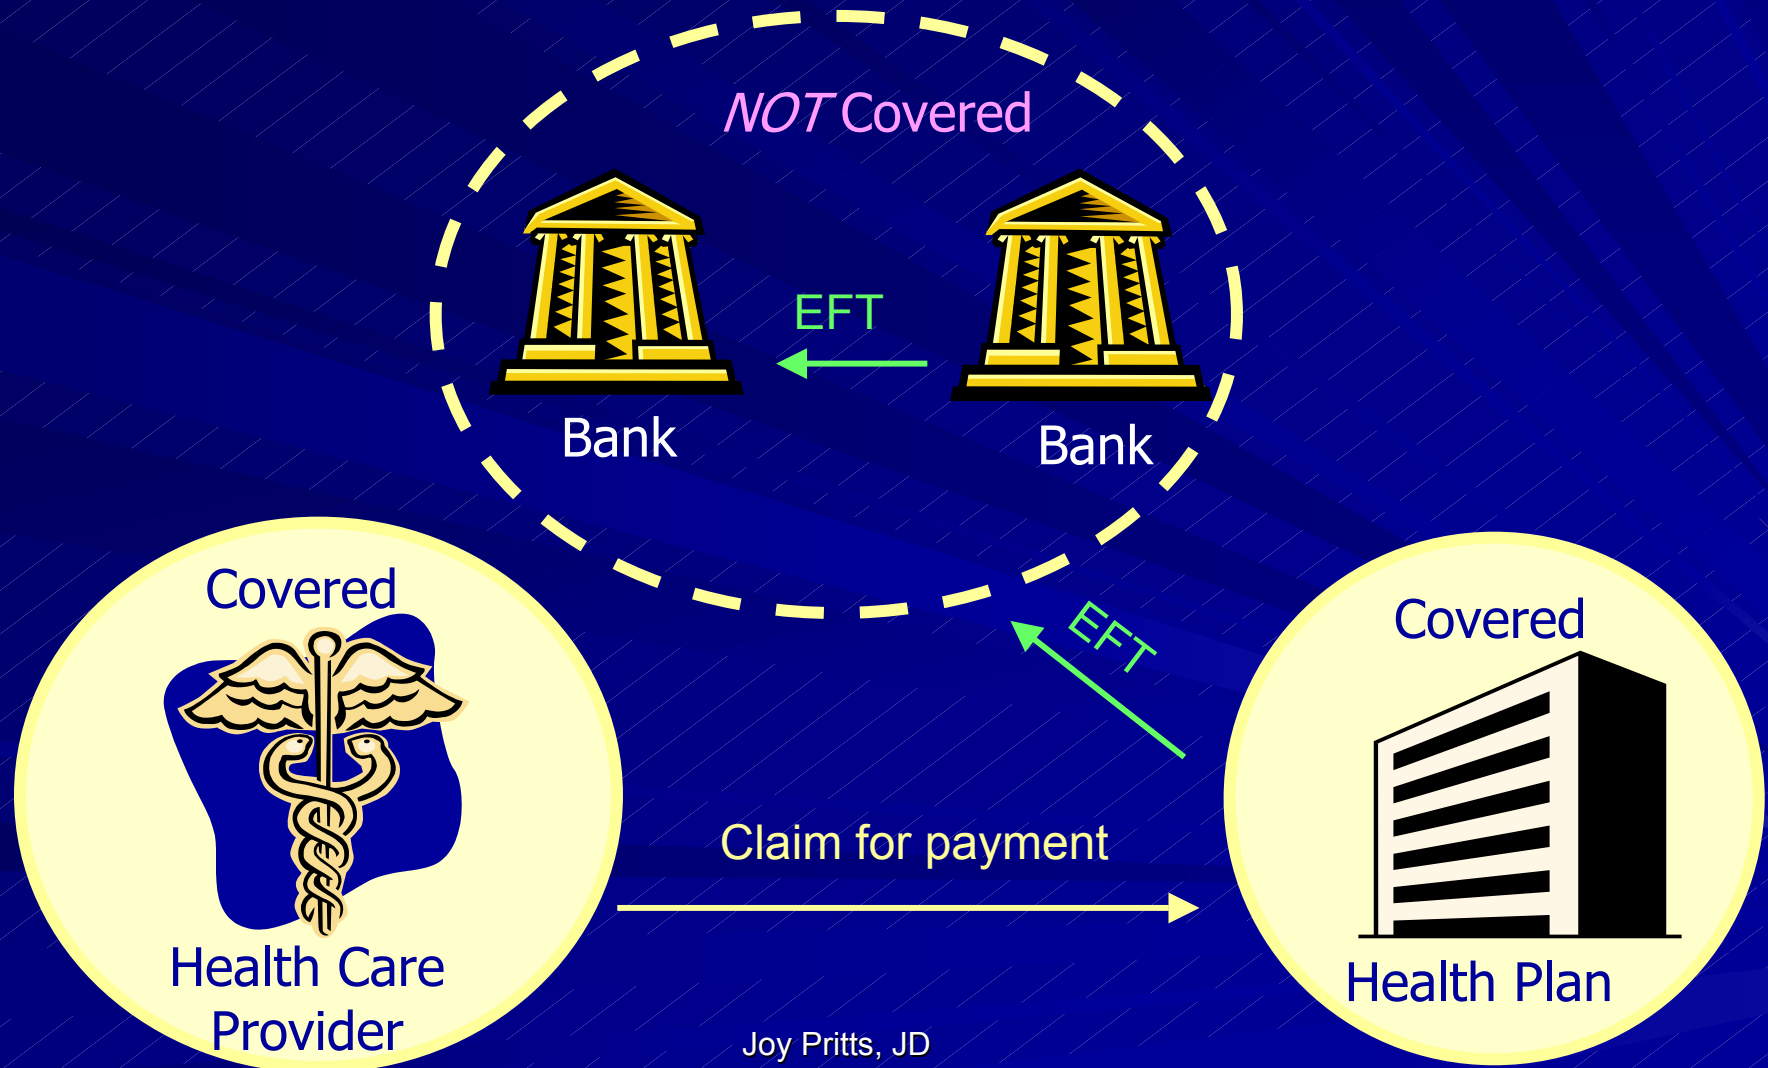 NOT Covered
EFT
Bank
Bank
EFT
Covered
Covered
Claim for payment
Health Care
Provider
Health Plan
Joy Pritts, JD